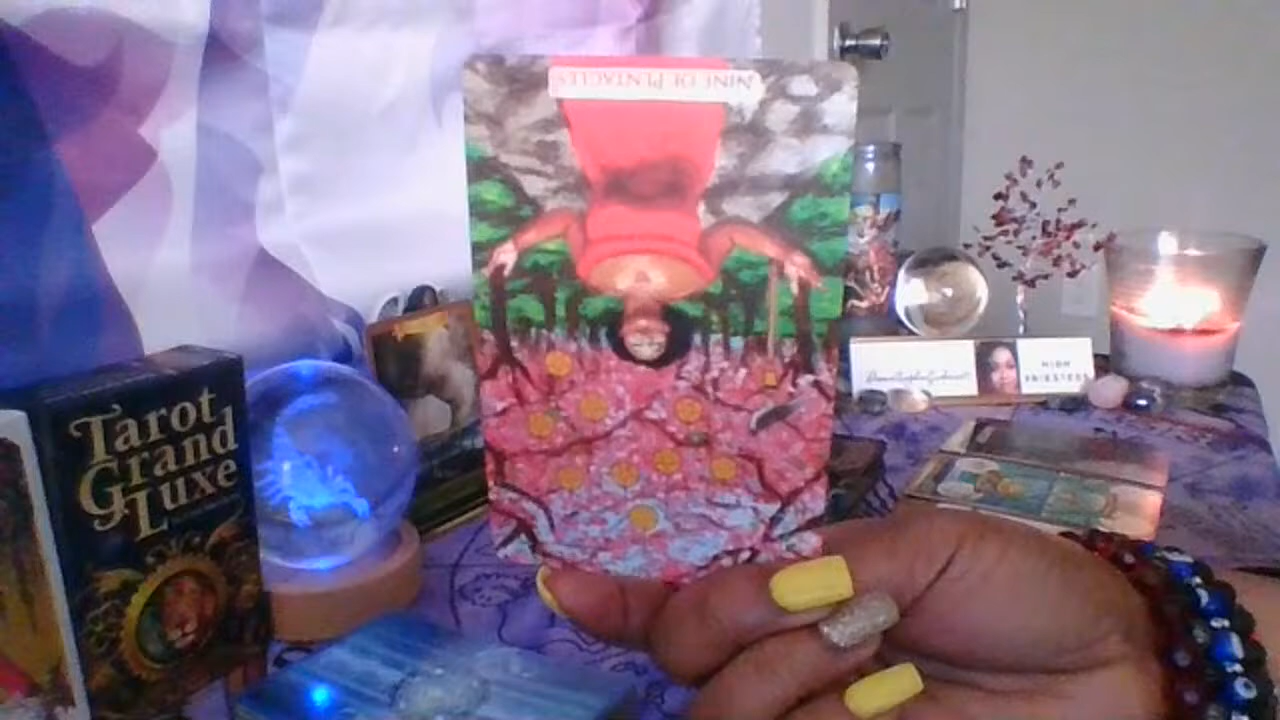 NINE OF PENTACLES
Tarot
Grand
Luxe
HIGH
PRIESTESS